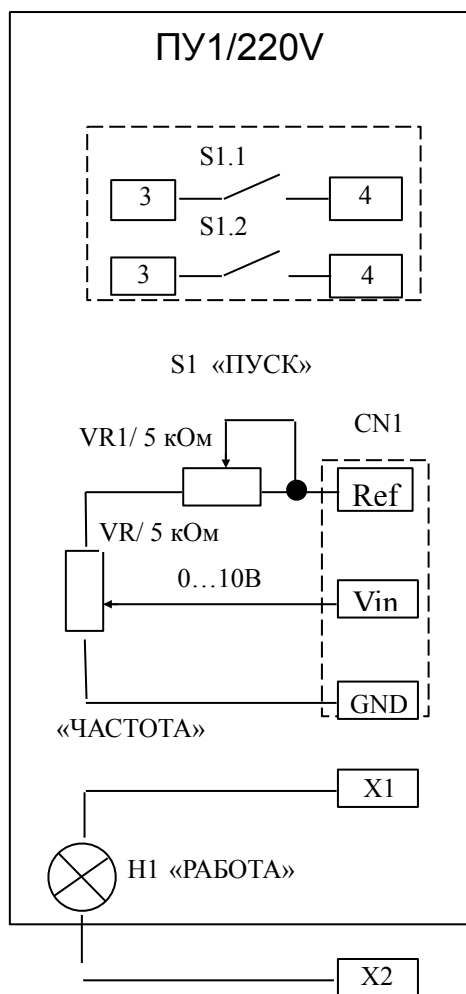 ПУ1/220V
S1.1
3
4
S1.2
3
4
S1 «ПУСК»
VR1/ 5 кОм
CN1
Ref
VR/ 5 кОм
0…10В
Vin
GND
«ЧАСТОТА»
X1
H1 «РАБОТА»
X2